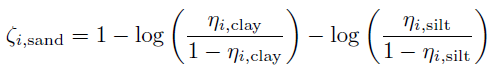 ζ_{i,sand} = 1 − log ( η_{i,clay} / (1 − η_{i,clay}) ) − log ( η_{i,silt} / (1 − η_{i,silt}) )